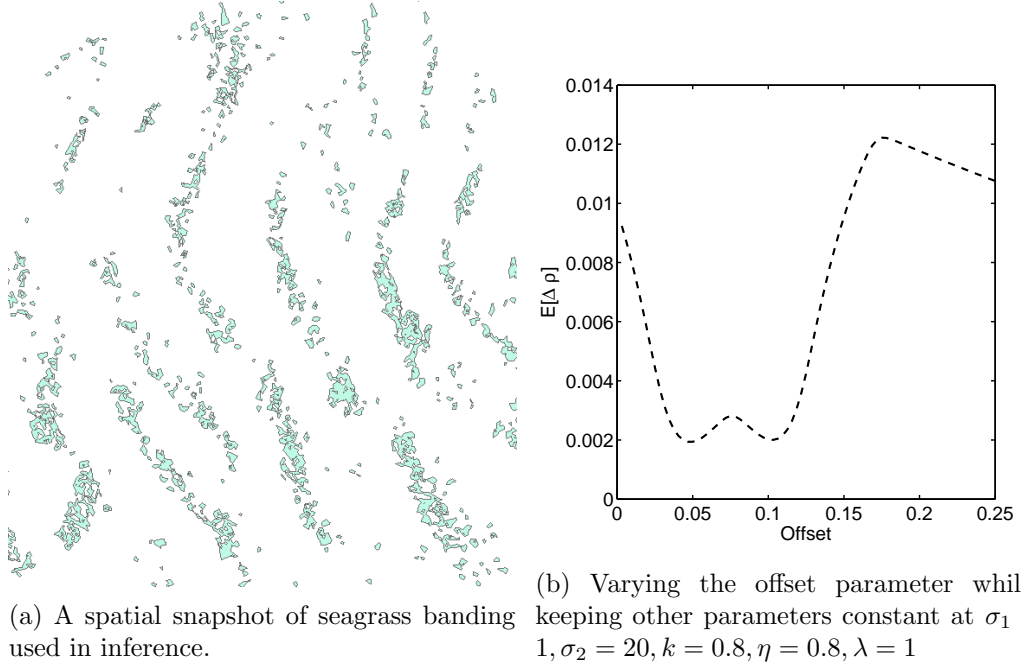 0.014
0.012
0.01
0.008
0.006
0.004
0.002
0
E[Δ ρ]
0 0.05 0.1 0.15 0.2 0.25
Offset
(a) A spatial snapshot of seagrass banding
used in inference.
(b) Varying the offset parameter whil
keeping other parameters constant at σ1
1, σ2 = 20, k = 0.8, η = 0.8, λ = 1